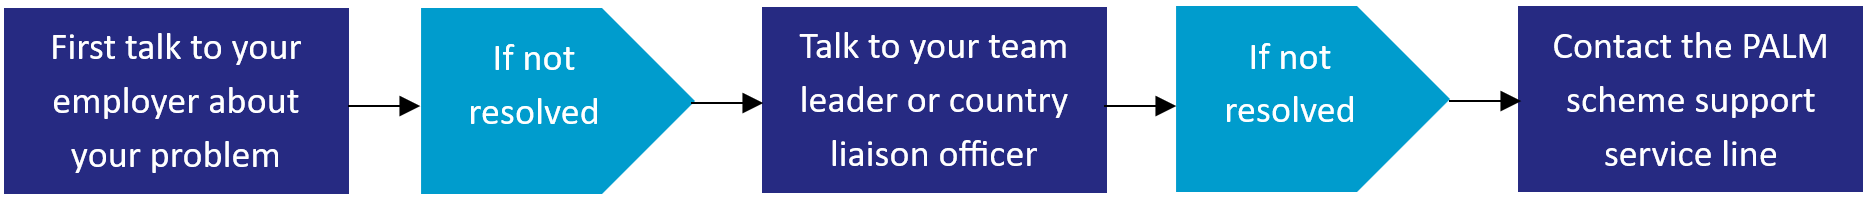 First talk to your
employer about
your problem
If not
resolved
Talk to your team
leader or country
liaison officer
If not
resolved
Contact the PALM
scheme support
service line